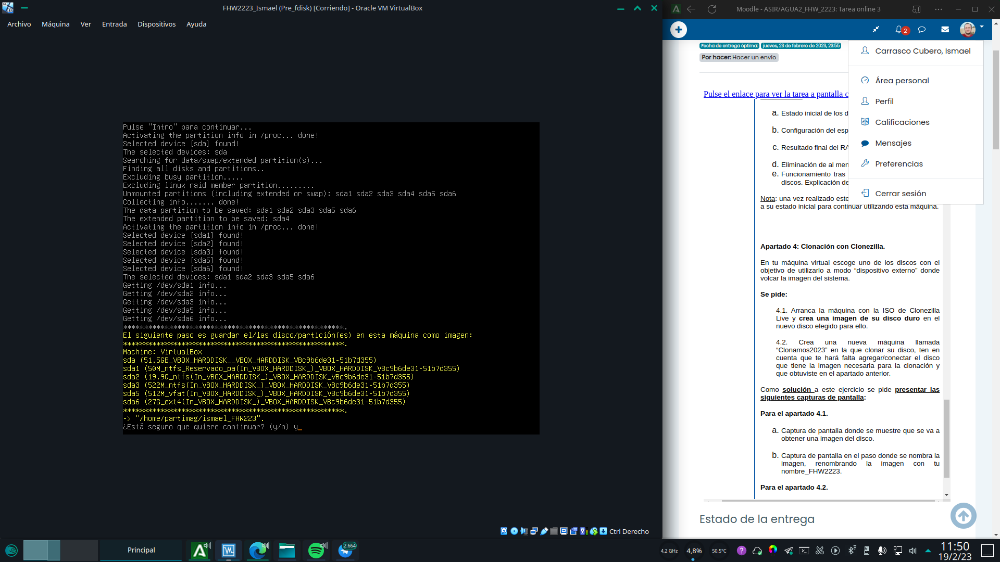 FHW2223_Ismael (Pre_fdisk) [Corriendo] - Oracle VM VirtualBox
Archivo Máquina Ver Entrada Dispositivos Ayuda
Pulse "Intro" para continuar...
Activating the partition info in /proc... done!
Selected device [sda] found!
The selected devices: sda
Searching for data/swap/extended partition(s)...
Finding all disks and partitions..
Excluding busy partition.....
Excluding linux raid member partition.........
Unmounted partitions (including extended or swap): sda1 sda2 sda3 sda4 sda5 sda6
Collecting info....... done!
The data partition to be saved: sda1 sda2 sda3 sda5 sda6
The extended partition to be saved: sda4
Activating the partition info in /proc... done!
Selected device [sda1] found!
Selected device [sda2] found!
Selected device [sda3] found!
Selected device [sda5] found!
Selected device [sda6] found!
The selected devices: sda1 sda2 sda3 sda5 sda6
Getting /dev/sda1 info...
Getting /dev/sda2 info...
Getting /dev/sda3 info...
Getting /dev/sda5 info...
Getting /dev/sda6 info...
*****************************************************.
El siguiente paso es guardar el/las disco/partición(es) en esta máquina como imagen:
*****************************************************.
Machine: VirtualBox
sda (51.5GB_VBOX_HARDDISK__VBOX_HARDDISK_VBc9b6de31-51b7d355)
sda1 (50M_ntfs_Reservado_pa(In_VBOX_HARDDISK_)_VBOX_HARDDISK_VBc9b6de31-51b7d355)
sda2 (19.9G_ntfs(In_VBOX_HARDDISK_)_VBOX_HARDDISK_VBc9b6de31-51b7d355)
sda3 (522M_ntfs(In_VBOX_HARDDISK_)_VBOX_HARDDISK_VBc9b6de31-51b7d355)
sda5 (512M_vfat(In_VBOX_HARDDISK_)_VBOX_HARDDISK_VBc9b6de31-51b7d355)
sda6 (27G_ext4(In_VBOX_HARDDISK_)_VBOX_HARDDISK_VBc9b6de31-51b7d355)
*****************************************************.
-> "/home/partimag/ismael_FHW223".
¿Está seguro que quiere continuar? (y/n) y_
Ctrl Derecho
Moodle - ASIR/AGUA2_FHW_2223: Tarea online 3
2
Fecha de entrega óptima: jueves, 23 de febrero de 2023, 23:55
Por hacer: Hacer un envío
Carrasco Cubero, Ismael
Área personal
Perfil
Calificaciones
Mensajes
Preferencias
Cerrar sesión
Pulse el enlace para ver la tarea a pantalla c
a. Estado inicial de los d
b. Configuración del esp
c. Resultado final del RA
d. Eliminación de al men
e. Funcionamiento tras
discos. Explicación de
Nota: una vez realizado este
a su estado inicial para continuar utilizando esta máquina.
Apartado 4: Clonación con Clonezilla.
En tu máquina virtual escoge uno de los discos con el
objetivo de utilizarlo a modo “dispositivo externo” donde
volcar la imagen del sistema.
Se pide:
4.1. Arranca la máquina con la ISO de Clonezilla
Live y crea una imagen de su disco duro en el
nuevo disco elegido para ello.
4.2. Crea una nueva máquina llamada
“Clonamos2023” en la que clonar su disco, ten en
cuenta que te hará falta agregar/conectar el disco
que tiene la imagen necesaria para la clonación y
que obtuviste en el apartado anterior.
Como solución a este ejercicio se pide presentar las
siguientes capturas de pantalla:
Para el apartado 4.1.
a. Captura de pantalla donde se muestre que se va a
obtener una imagen del disco.
b. Captura de pantalla en el paso donde se nombra la
imagen, renombrando la imagen con tu
nombre_FHW2223.
Para el apartado 4.2.
Estado de la entrega
Principal
2.664
4,2 GHz
4,8%
50,5°C
11:50
19/2/23